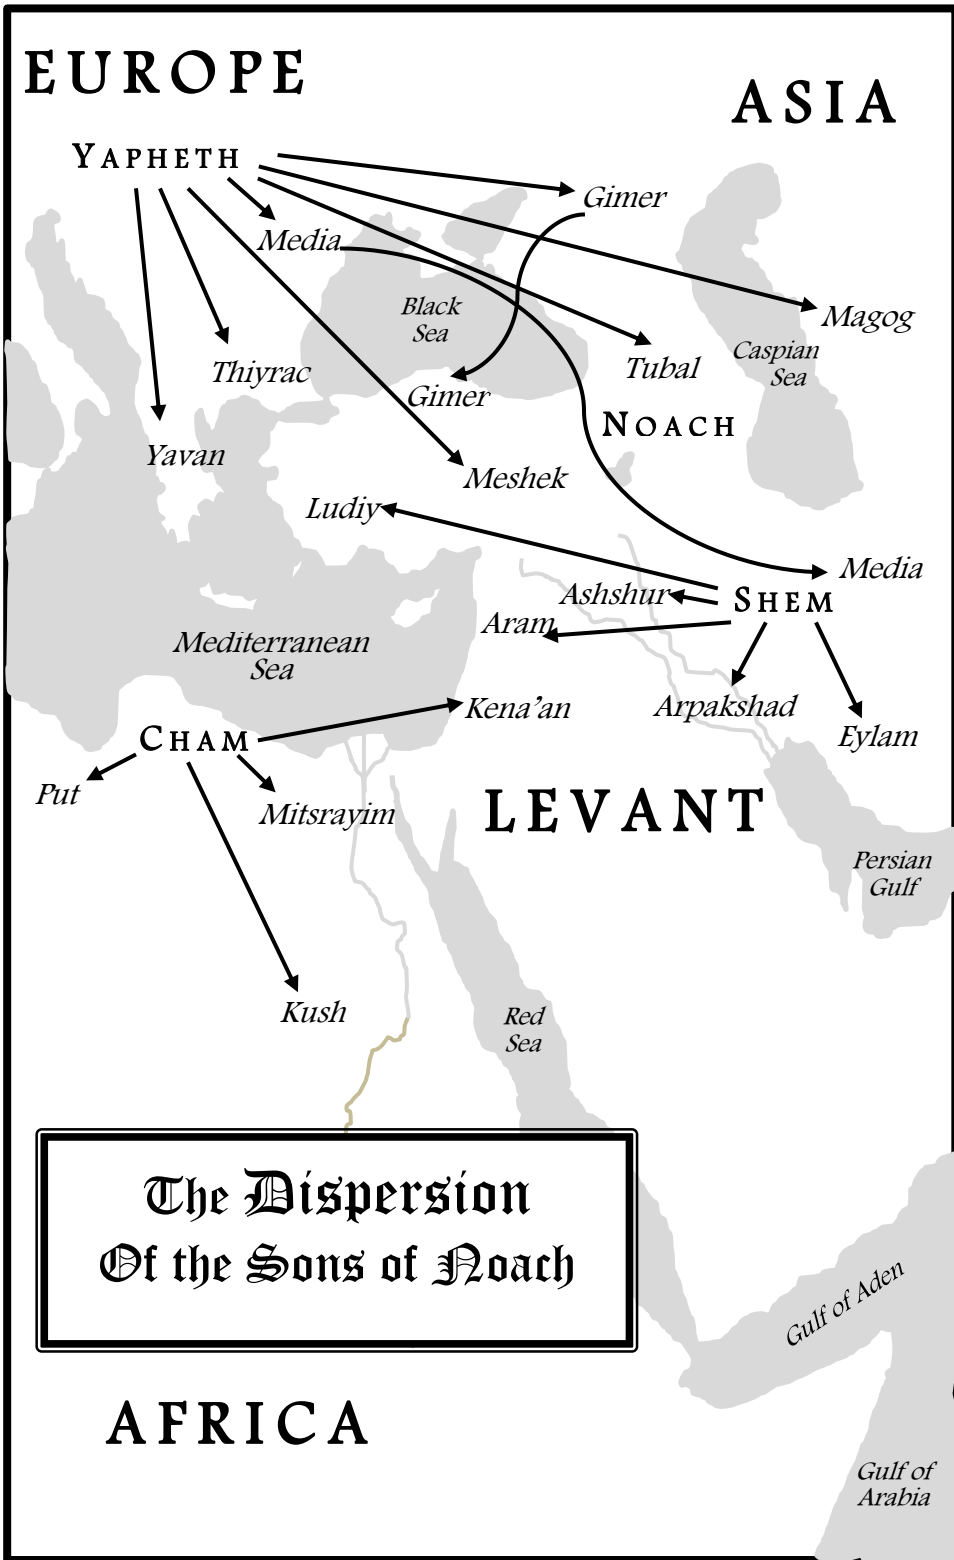 EUROPE
ASIA
YAPHETH
Gimer
Media
Black
Sea
Magog
Caspian
Sea
Thiyrac
Tubal
Gimer
NOACH
Yavan
Meshek
Ludiy
Media
Ashshur
SHEM
Aram
Mediterranean
Sea
Kena’an
Arpakshad
Eylam
CHAM
Put
Mitsrayim
LEVANT
Persian
Gulf
Kush
Red
Sea
The Dispersion
Of the Sons of Noach
Gulf of Aden
AFRICA
Gulf of
Arabia